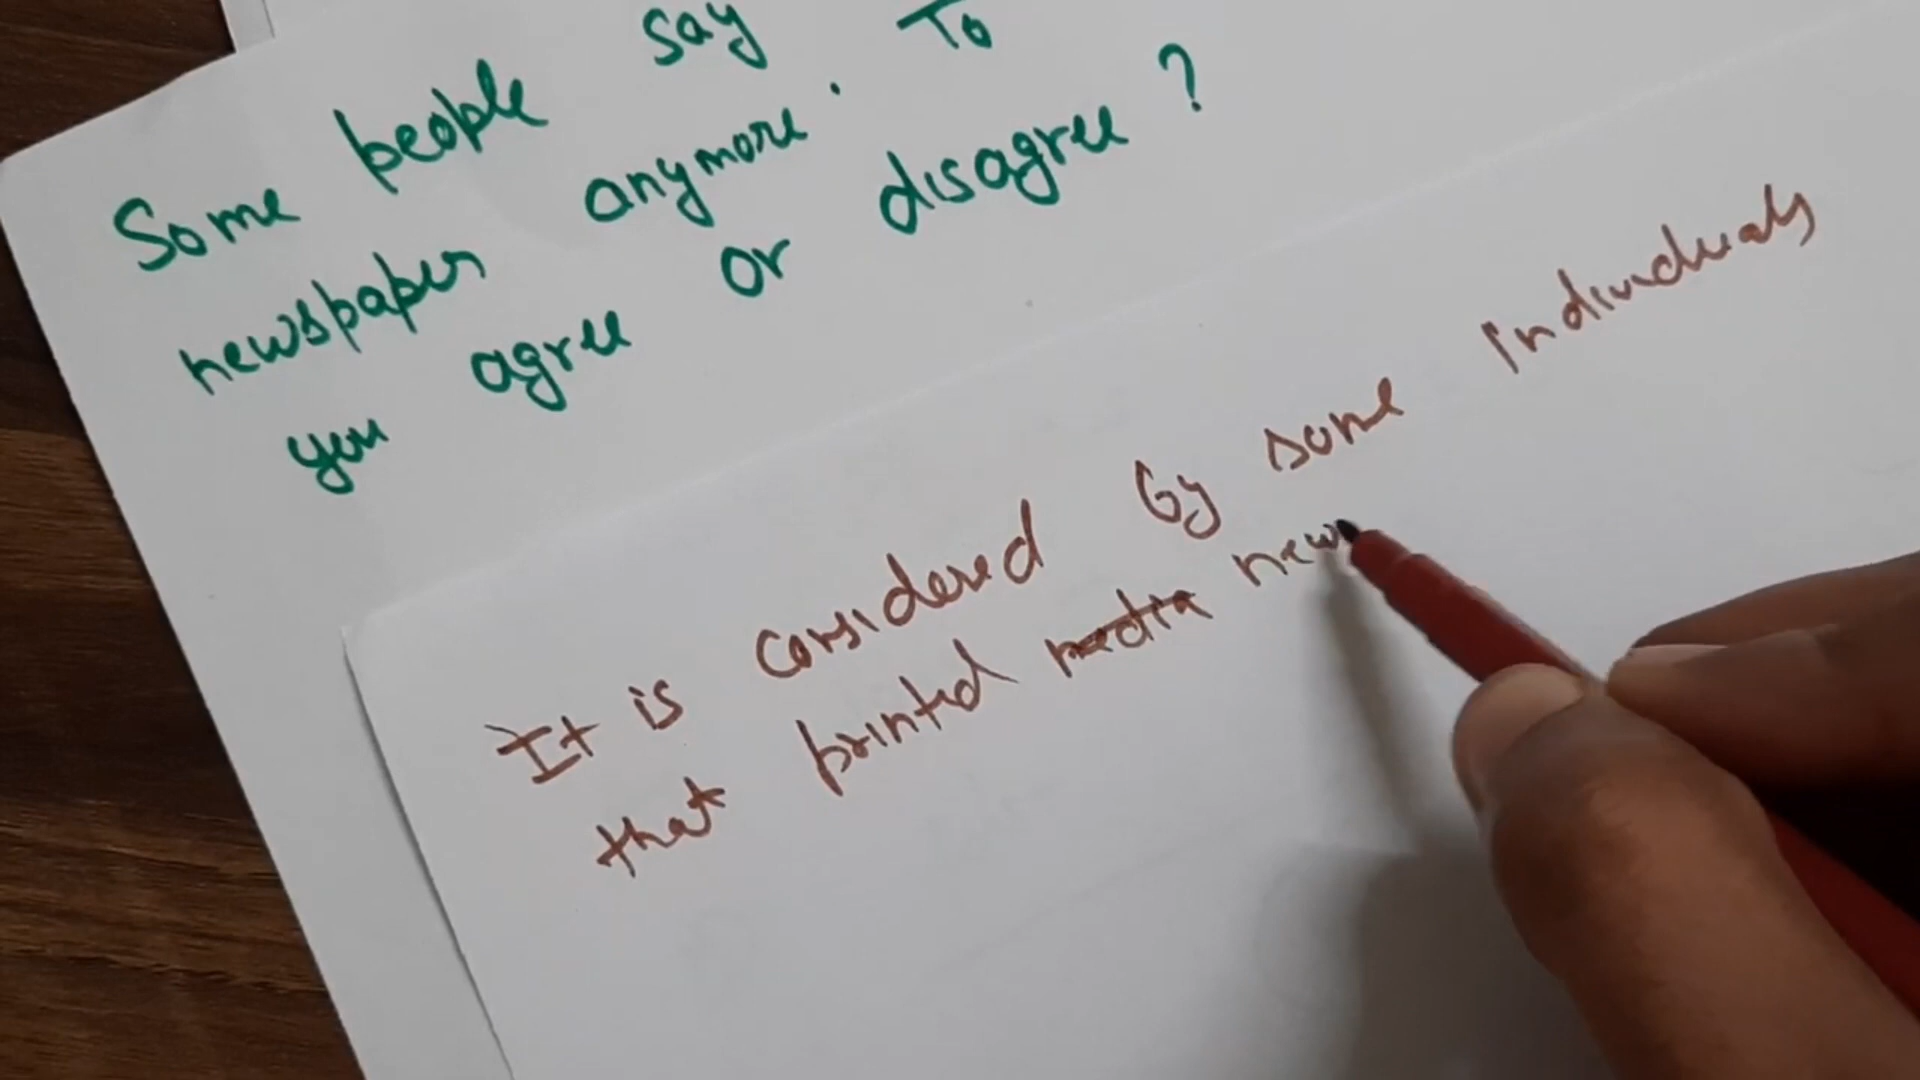 Some people say
newspaper anymore. To
you agree or disagree?
It is considered by some individuals
that printed media new